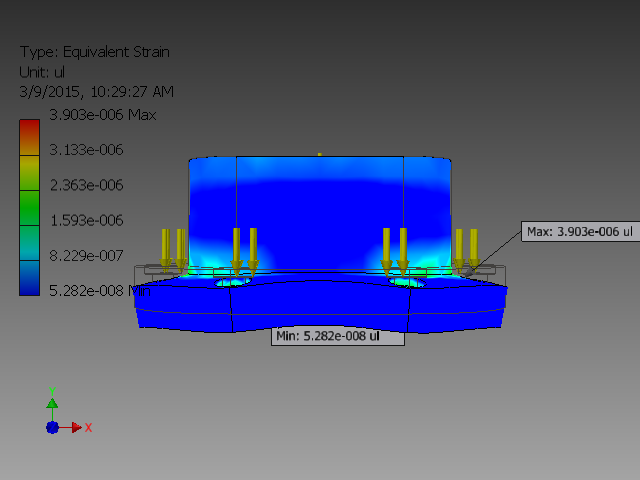 Type: Equivalent Strain
Unit: ul
3/9/2015, 10:29:27 AM
3.903e-006 Max
3.133e-006
2.363e-006
1.593e-006
8.229e-007
5.282e-008
Max: 3.903e-006 ul
Min: 5.282e-008 ul
Y
X